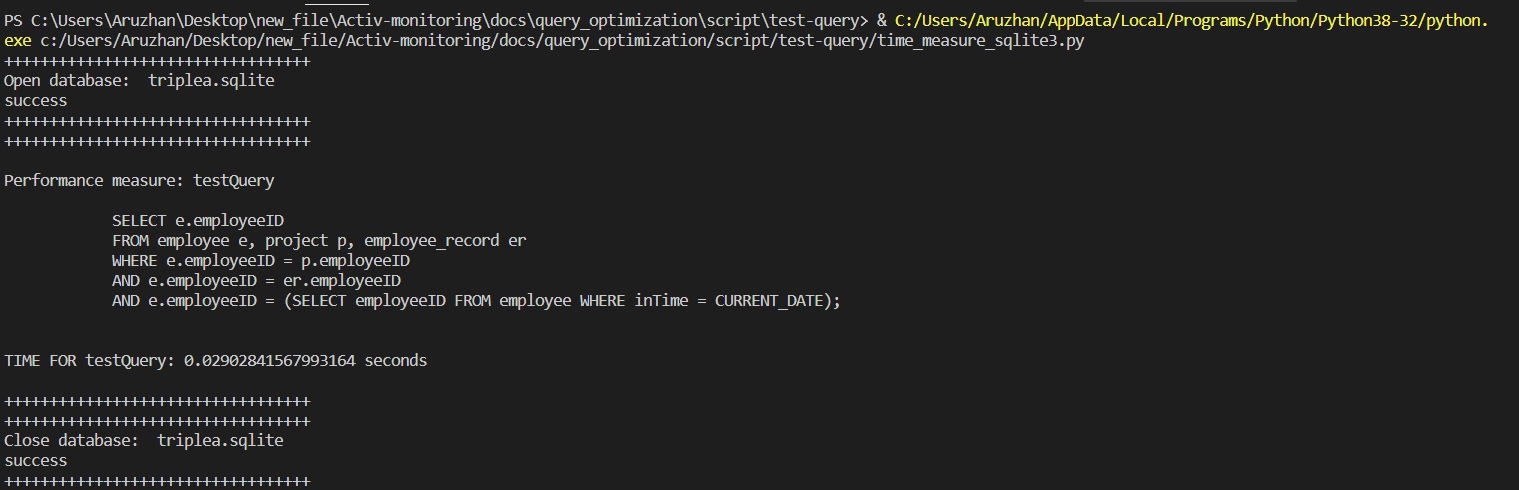 PS C:\Users\Aruzhan\Desktop\new_file\Activ-monitoring\docs\query_optimization\script\test-query> & C:/Users/Aruzhan/AppData/Local/Programs/Python/Python38-32/python.
exe c:/Users/Aruzhan/Desktop/new_file/Activ-monitoring/docs/query_optimization/script/test-query/time_measure_sqlite3.py
++++++++++++++++++++++++++++++++++
Open database:  triplea.sqlite
success
++++++++++++++++++++++++++++++++++
++++++++++++++++++++++++++++++++++
Performance measure: testQuery
SELECT e.employeeID
FROM employee e, project p, employee_record er
WHERE e.employeeID = p.employeeID
AND e.employeeID = er.employeeID
AND e.employeeID = (SELECT employeeID FROM employee WHERE inTime = CURRENT_DATE);
TIME FOR testQuery: 0.02902841567993164 seconds
++++++++++++++++++++++++++++++++++
++++++++++++++++++++++++++++++++++
Close database:  triplea.sqlite
success
++++++++++++++++++++++++++++++++++